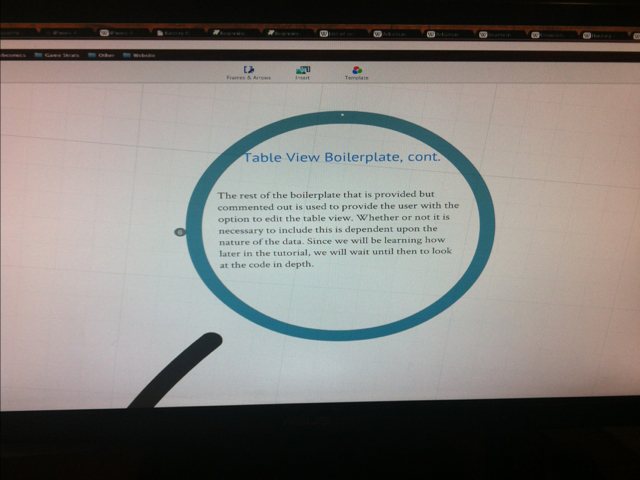 Game Strats Other Website
Frames & Arrows Insert Template
Table View Boilerplate, cont.
The rest of the boilerplate that is provided but
commented out is used to provide the user with the
option to edit the table view. Whether or not it is
necessary to include this is dependent upon the
nature of the data. Since we will be learning how
later in the tutorial, we will wait until then to look
at the code in depth.